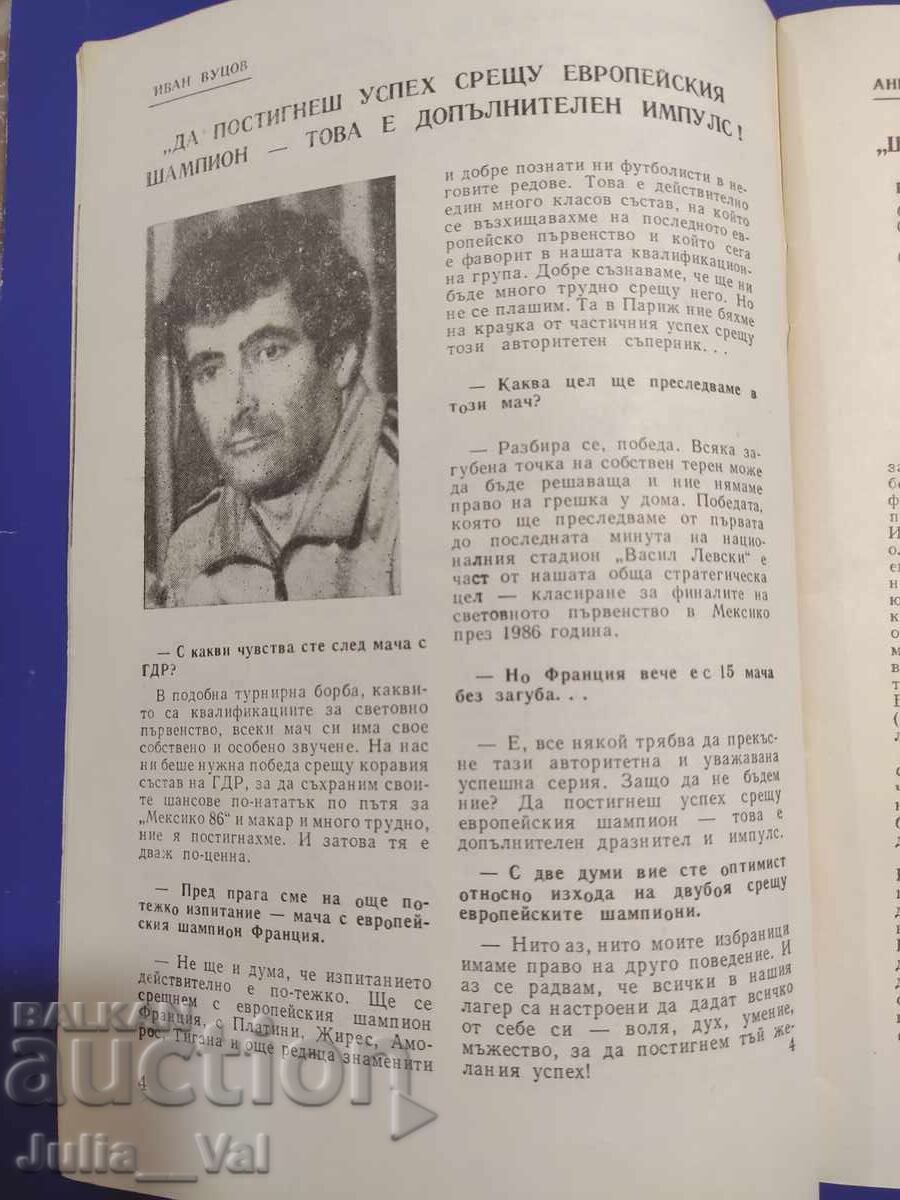 ИВАН ВУЦОВ
„ДА ПОСТИГНЕШ УСПЕХ СРЕЩУ ЕВРОПЕЙСКИЯ
ШАМПИОН — ТОВА Е ДОПЪЛНИТЕЛЕН ИМПУЛС!
— С какви чувства сте след мача с
ГДР?
В подобна турнирна борба, какви-
то са квалификациите за световно
първенство, всеки мач си има свое
собствено и особено звучене. На нас
ни беше нужна победа срещу коравия
състав на ГДР, за да съхраним свои-
те шансове по-нататък по пътя за
„Мексико 86“ и макар и много трудно,
ние я постигнахме. И затова тя е
дваж по-ценна.
— Пред прага сме на още по-
тежко изпитание — мача с европей-
ския шампион Франция.
— Не ще и дума, че изпитанието
действително е по-тежко. Ще се
срещнем с европейския шампион
Франция, с Платини, Жирес, Амо-
рос, Тигана и още редица знаменити
4
и добре познати ни футболисти в не-
говите редове. Това е действително
един много класов състав, на който
се възхищавахме на последното ев-
ропейско първенство и който сега
е фаворит в нашата квалификацион-
на група. Добре съзнаваме, че ще ни
бъде много трудно срещу него. Но
не се плашим. Та в Париж ние бяхме
на крачка от частичния успех срещу
този авторитетен съперник...
— Каква цел ще преследваме в
този мач?
— Разбира се, победа. Всяка за-
губена точка на собствен терен може
да бъде решаваща и ние нямаме
право на грешка у дома. Победата,
която ще преследваме от първата
до последната минута на нацио-
налния стадион „Васил Левски“ е
част от нашата обща стратегическа
цел — класиране за финалите на
световното първенство в Мексико
през 1986 година.
— Но Франция вече е с 15 мача
без загуба...
— Е, все някой трябва да прекъс-
не тази авторитетна и уважавана
успешна серия. Защо да не бъдем
ние? Да постигнеш успех срещу
европейския шампион — това е
допълнителен дразнител и импулс.
— С две думи вие сте оптимист
относно изхода на двубоя срещу
европейските шампиони.
— Нито аз, нито моите избраници
имаме право на друго поведение. И
аз се радвам, че всички в нашия
лагер са настроени да дадат всичко
от себе си — воля, дух, умение,
мъжество, за да постигнем тъй же-
лания успех!
4
BALKAN
auction
Julia__Val